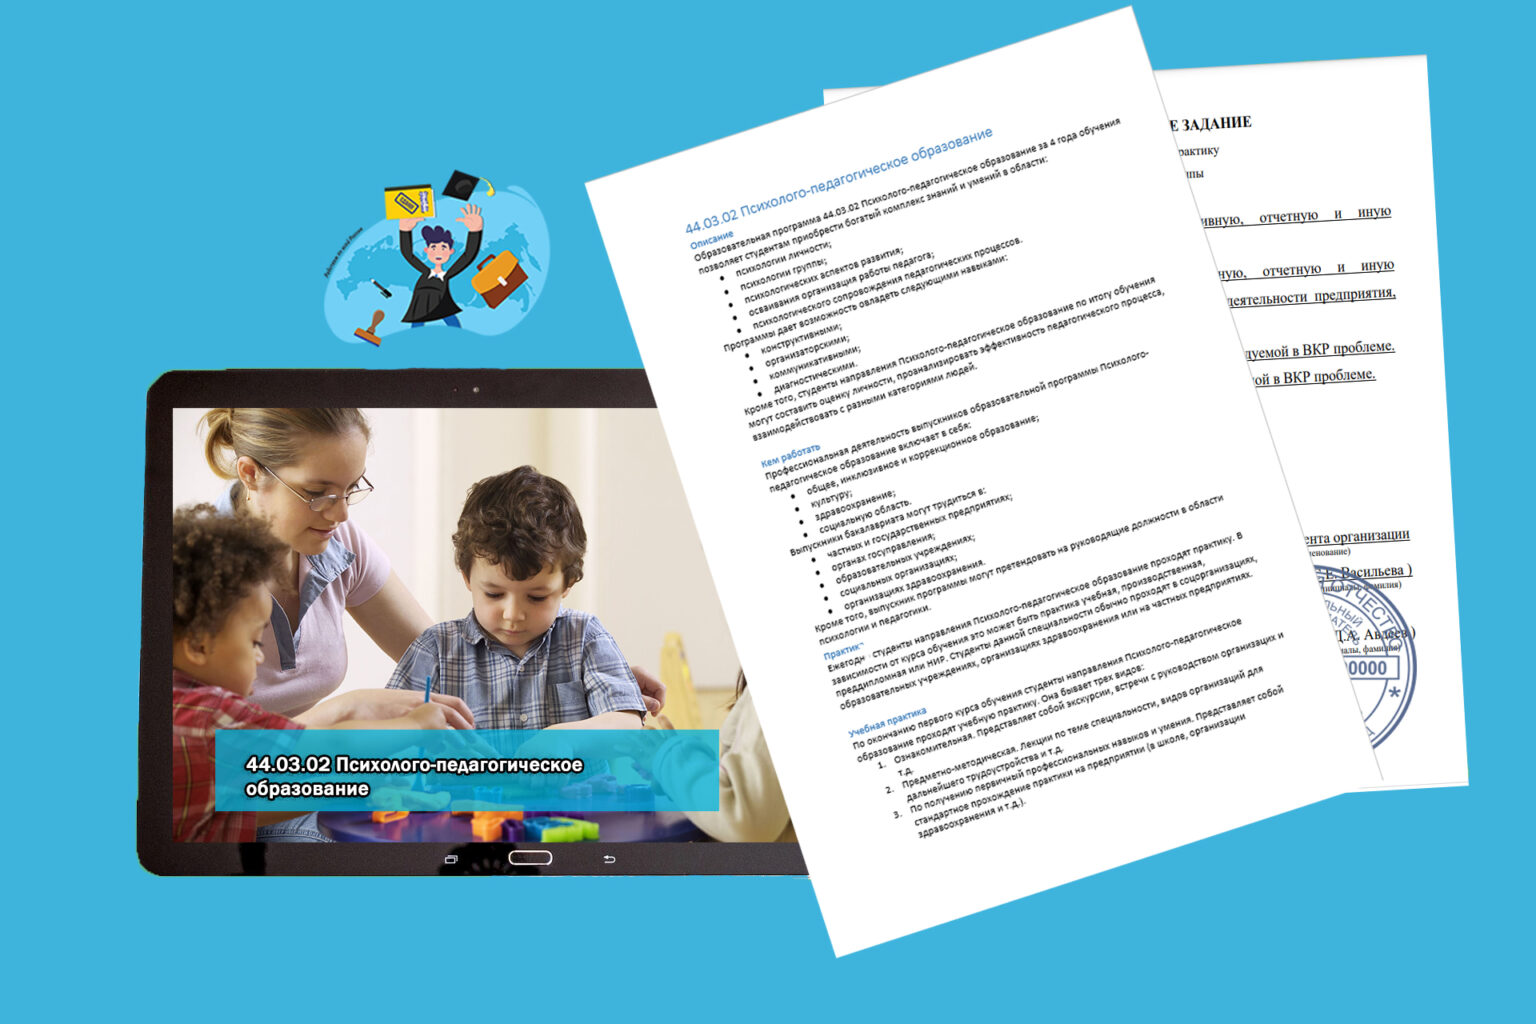 44.03.02 Психолого-педагогическое образование
Описание
Образовательная программа 44.03.02 Психолого-педагогическое образование за 4 года обучения
позволяет студентам приобрести богатый комплекс знаний и умений в области:
• психологии личности;
• психологии группы;
• психологических аспектов развития;
• осваивания организация работы педагога;
• психологического сопровождения педагогических процессов.
Программы дает возможность овладеть следующими навыками:
• конструктивными;
• организаторскими;
• коммуникативными;
• диагностическими.
Кроме того, студенты направления Психолого-педагогическое образование по итогу обучения
могут составить оценку личности, проанализировать эффективность педагогического процесса,
взаимодействовать с разными категориями людей.
Кем работать
Профессиональная деятельность выпускников образовательной программы Психолого-
педагогическое образование включает в себя:
• общее, инклюзивное и коррекционное образование;
• культуру;
• здравоохранение;
• социальную область.
Выпускники бакалавриата могут трудиться в:
• частных и государственных предприятиях;
• органах госуправления;
• образовательных учреждениях;
• социальных организациях;
• организациях здравоохранения.
Кроме того, выпускник программы могут претендовать на руководящие должности в области
психологии и педагогики.
Практик
Ежегодн студенты направления Психолого-педагогическое образование проходят практику. В
зависимости от курса обучения это может быть практика учебная, производственная,
преддипломная или НИР. Студенты данной специальности обычно проходят в соцорганизациях,
образовательных учреждениях, организациях здравоохранения или на частных предприятиях.
Учебная практика
По окончанию первого курса обучения студенты направления Психолого-педагогическое
образование проходят учебную практику. Она бывает трех видов:
1. Ознакомительная. Представляет собой экскурсии, встречи с руководством организации и
т.д.
2. Предметно-методическая. Лекции по теме специальности, видов организаций для
дальнейшего трудоустройства и т.д.
3. По получению первичный профессиональных навыков и умения. Представляет собой
стандартное прохождение практики на предприятии (в школе, организации
здравоохранения и т.д.).
Е ЗАДАНИЕ
рактику
ппы
ивную, отчетную и иную
ную, отчетную и иную
деятельности предприятия,
дуемой в ВКР проблеме.
ой в ВКР проблеме.
ента организации
Е. Васильева )
Д.А. Авдеев )
0000
44.03.02 Психолого-педагогическое
образование